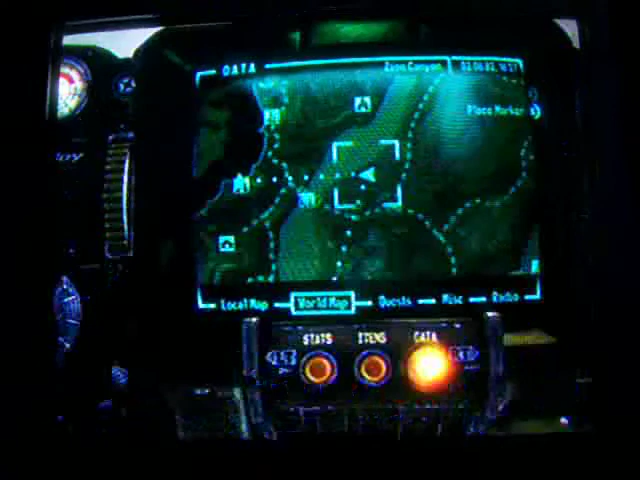 DATA Zion Canyon
Place Marker
Local Map World Map Quests Misc Radio
STATS ITEMS DATA